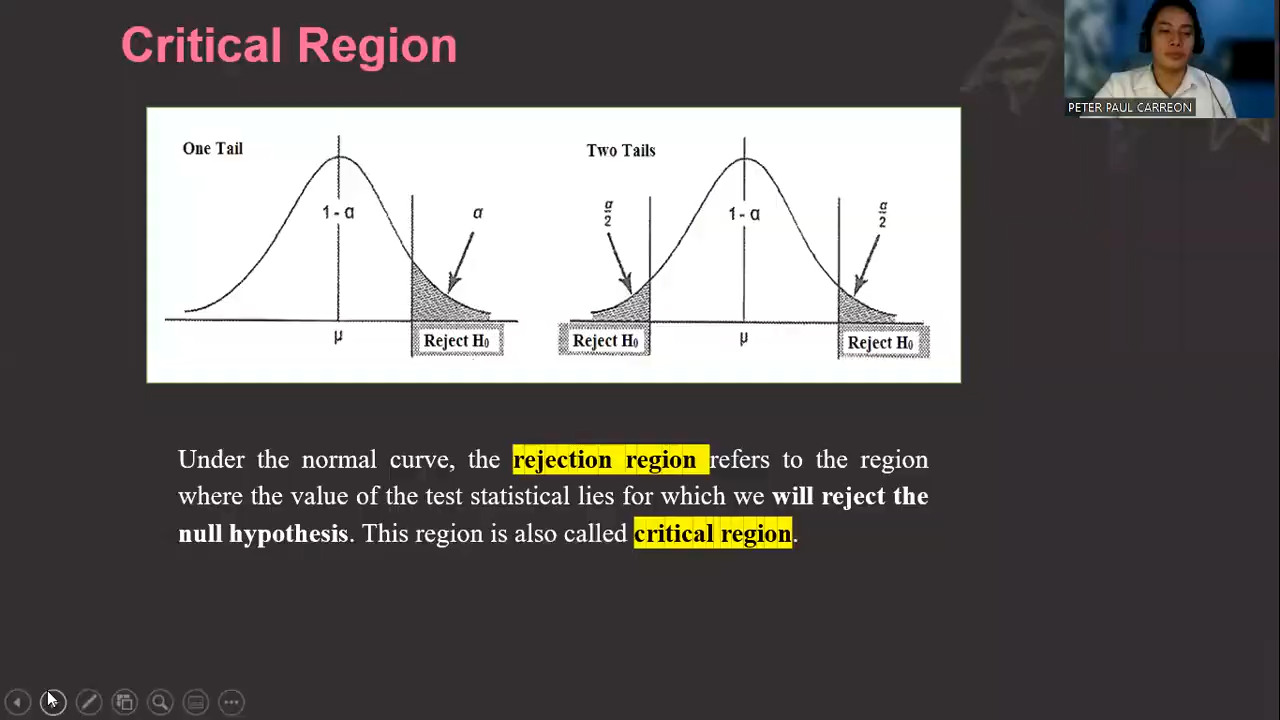 Critical Region
PETER PAUL CARREON
One Tail
1 - α
α
μ
Reject H0
Two Tails
α
2
1 - α
α
2
Reject H0
μ
Reject H0
Under the normal curve, the rejection region refers to the region
where the value of the test statistical lies for which we will reject the
null hypothesis. This region is also called critical region.